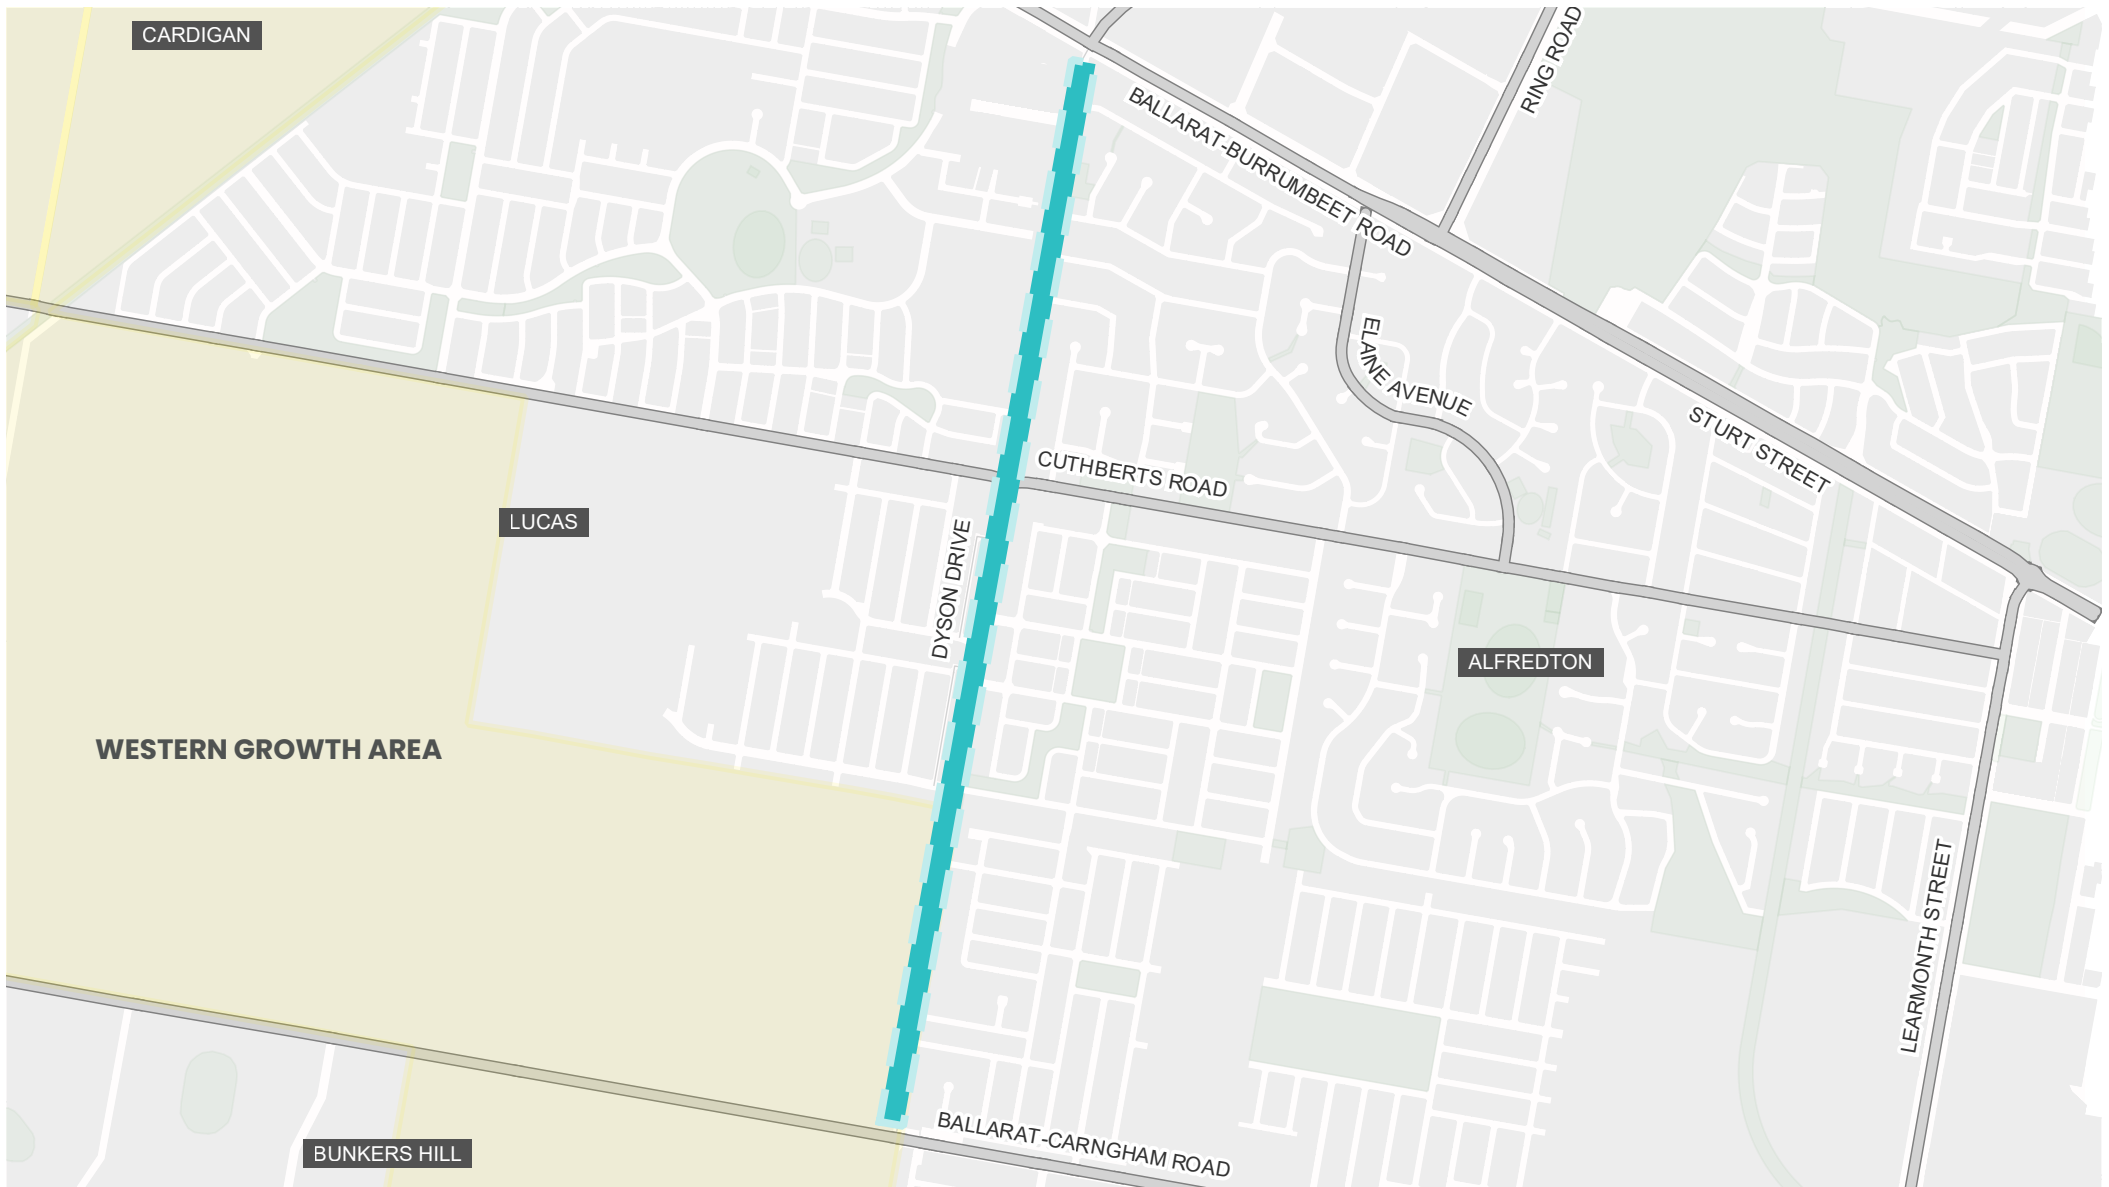 CARDIGAN
RING ROAD
BALLARAT-BURRUMBEET ROAD
ELAINE AVENUE
STURT STREET
CUTHBERTS ROAD
LUCAS
DYSON DRIVE
ALFREDTON
WESTERN GROWTH AREA
LEARMONTH STREET
BALLARAT-CARNGHAM ROAD
BUNKERS HILL